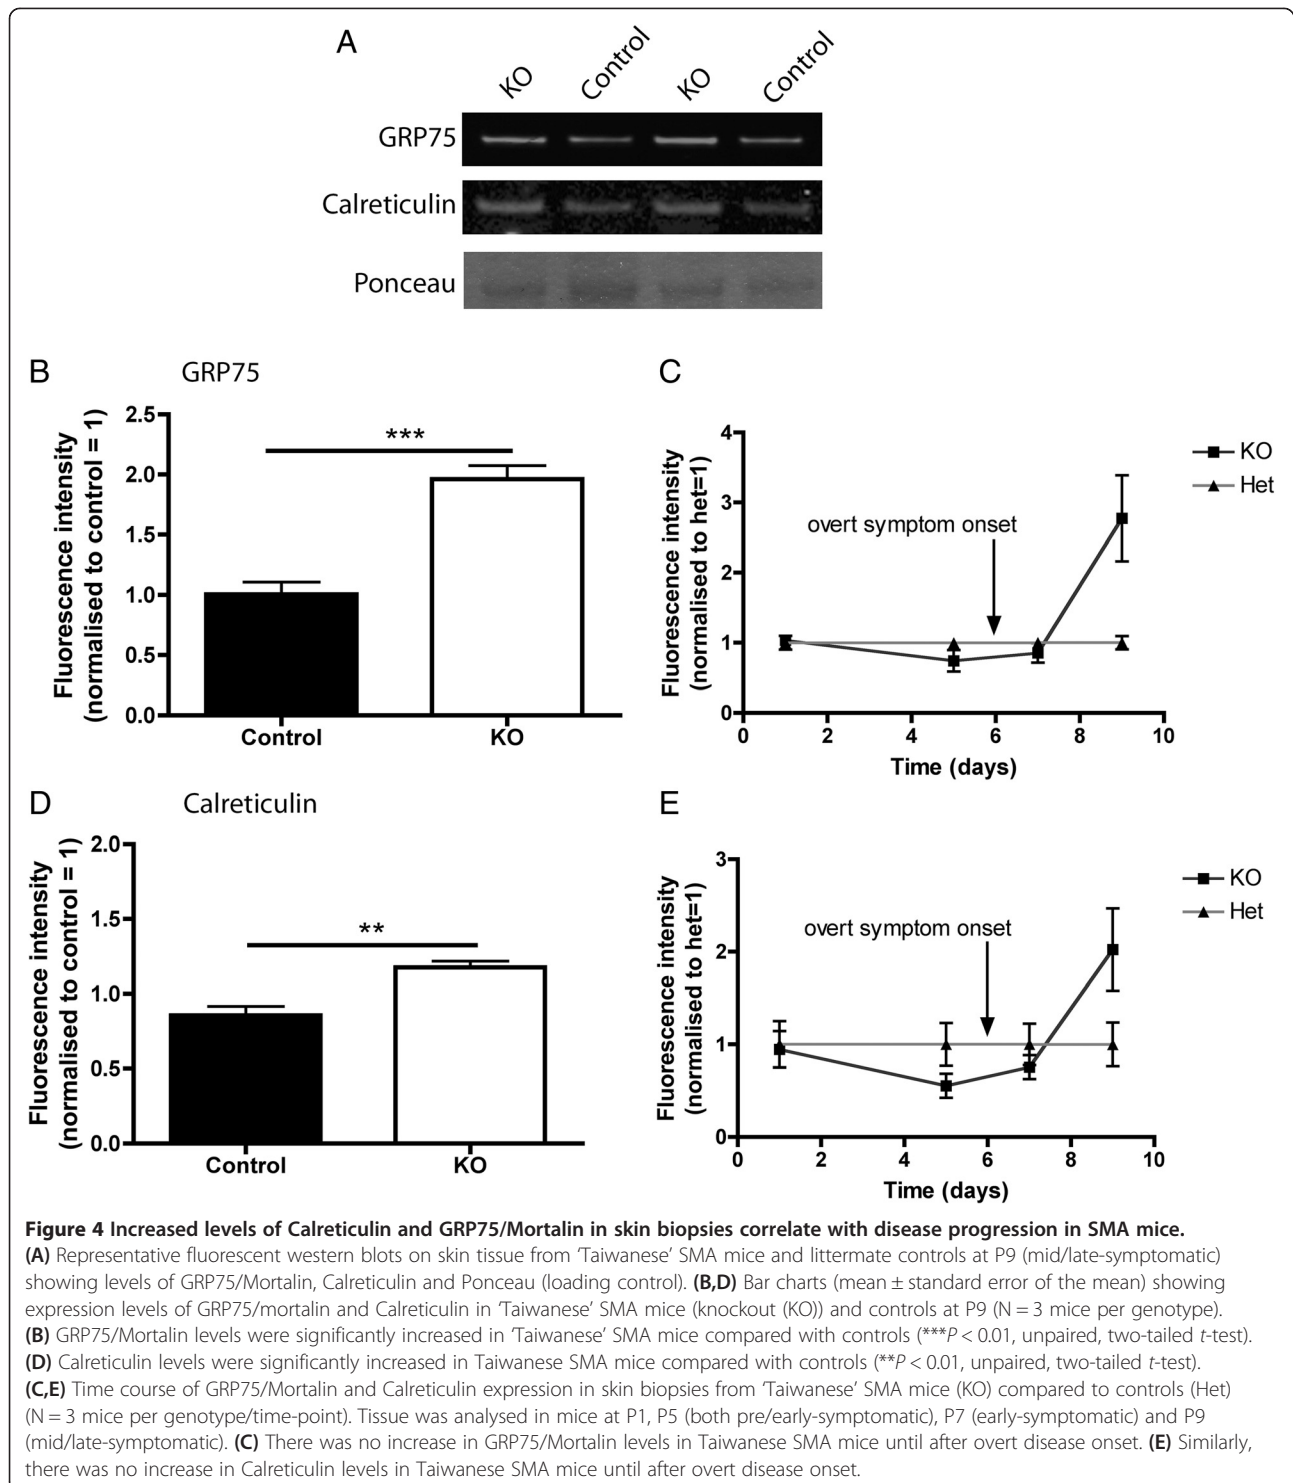 A
KO Control KO Control
GRP75
Calreticulin
Ponceau
B GRP75
Fluorescence intensity
(normalised to control = 1)
2.5
2.0
1.5
1.0
0.5
0.0
***
Control KO
C
Fluorescence intensity
(normalised to het=1)
4
3
2
1
0
overt symptom onset
KO
Het
0 2 4 6 8 10
Time (days)
D Calreticulin
Fluorescence intensity
(normalised to control = 1)
2.0
1.5
1.0
0.5
0.0
**
Control KO
E
Fluorescence intensity
(normalised to het=1)
3
2
1
0
overt symptom onset
KO
Het
0 2 4 6 8 10
Time (days)
Figure 4 Increased levels of Calreticulin and GRP75/Mortalin in skin biopsies correlate with disease progression in SMA mice.
(A) Representative fluorescent western blots on skin tissue from 'Taiwanese' SMA mice and littermate controls at P9 (mid/late-symptomatic)
showing levels of GRP75/Mortalin, Calreticulin and Ponceau (loading control). (B,D) Bar charts (mean ± standard error of the mean) showing
expression levels of GRP75/mortalin and Calreticulin in 'Taiwanese' SMA mice (knockout (KO)) and controls at P9 (N = 3 mice per genotype).
(B) GRP75/Mortalin levels were significantly increased in 'Taiwanese' SMA mice compared with controls (***P < 0.01, unpaired, two-tailed t-test).
(D) Calreticulin levels were significantly increased in Taiwanese SMA mice compared with controls (**P < 0.01, unpaired, two-tailed t-test).
(C,E) Time course of GRP75/Mortalin and Calreticulin expression in skin biopsies from 'Taiwanese' SMA mice (KO) compared to controls (Het)
(N = 3 mice per genotype/time-point). Tissue was analysed in mice at P1, P5 (both pre/early-symptomatic), P7 (early-symptomatic) and P9
(mid/late-symptomatic). (C) There was no increase in GRP75/Mortalin levels in Taiwanese SMA mice until after overt disease onset. (E) Similarly,
there was no increase in Calreticulin levels in Taiwanese SMA mice until after overt disease onset.